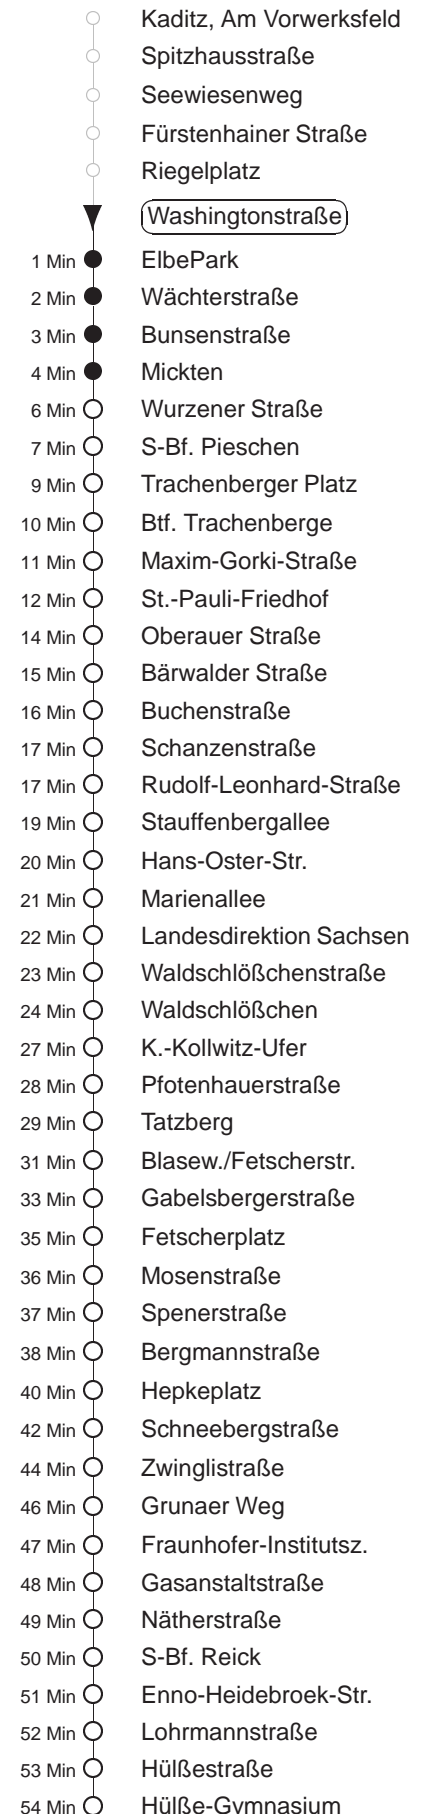 Kaditz, Am Vorwerksfeld
Spitzhausstraße
Seewiesenweg
Fürstenhainer Straße
Riegelplatz
Washingtonstraße
1 Min ElbePark
2 Min Wächterstraße
3 Min Bunsenstraße
4 Min Mickten
6 Min Wurzener Straße
7 Min S-Bf. Pieschen
9 Min Trachenberger Platz
10 Min Btf. Trachenberge
11 Min Maxim-Gorki-Straße
12 Min St.-Pauli-Friedhof
14 Min Oberauer Straße
15 Min Bärwalder Straße
16 Min Buchenstraße
17 Min Schanzenstraße
17 Min Rudolf-Leonhard-Straße
19 Min Stauffenbergallee
20 Min Hans-Oster-Str.
21 Min Marienallee
22 Min Landesdirektion Sachsen
23 Min Waldschlößchenstraße
24 Min Waldschlößchen
27 Min K.-Kollwitz-Ufer
28 Min Pfotenhauerstraße
29 Min Tatzberg
31 Min Blasew./Fetscherstr.
33 Min Gabelsbergerstraße
35 Min Fetscherplatz
36 Min Mosenstraße
37 Min Spenerstraße
38 Min Bergmannstraße
40 Min Hepkeplatz
42 Min Schneebergstraße
44 Min Zwinglistraße
46 Min Grunaer Weg
47 Min Fraunhofer-Institutsz.
48 Min Gasanstaltstraße
49 Min Nätherstraße
50 Min S-Bf. Reick
51 Min Enno-Heidebroek-Str.
52 Min Lohrmannstraße
53 Min Hülßestraße
54 Min Hülße-Gymnasium